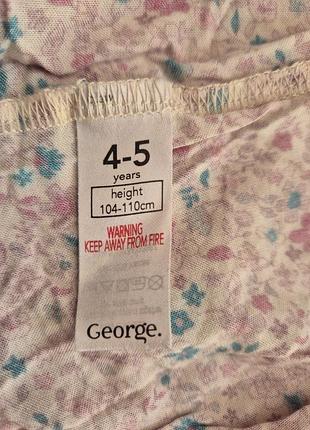 4-5
years
height
104-110cm
WARNING
KEEP AWAY FROM FIRE
George.